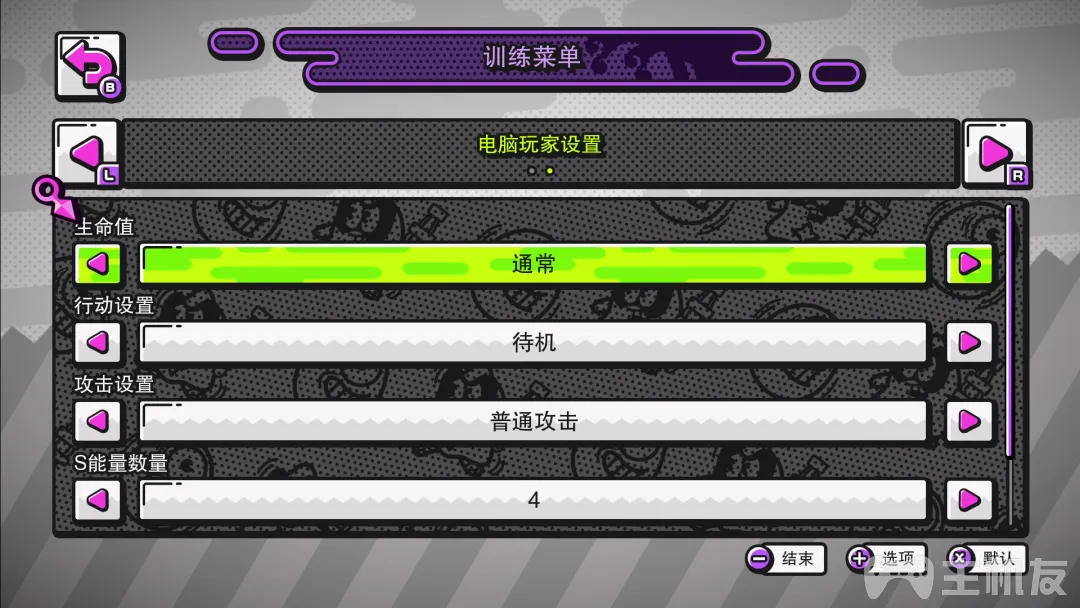 训练菜单
B
电脑玩家设置
L
R
生命值
通常
行动设置
待机
攻击设置
普通攻击
S能量数量
4
结束
选项
X 默认
主机友